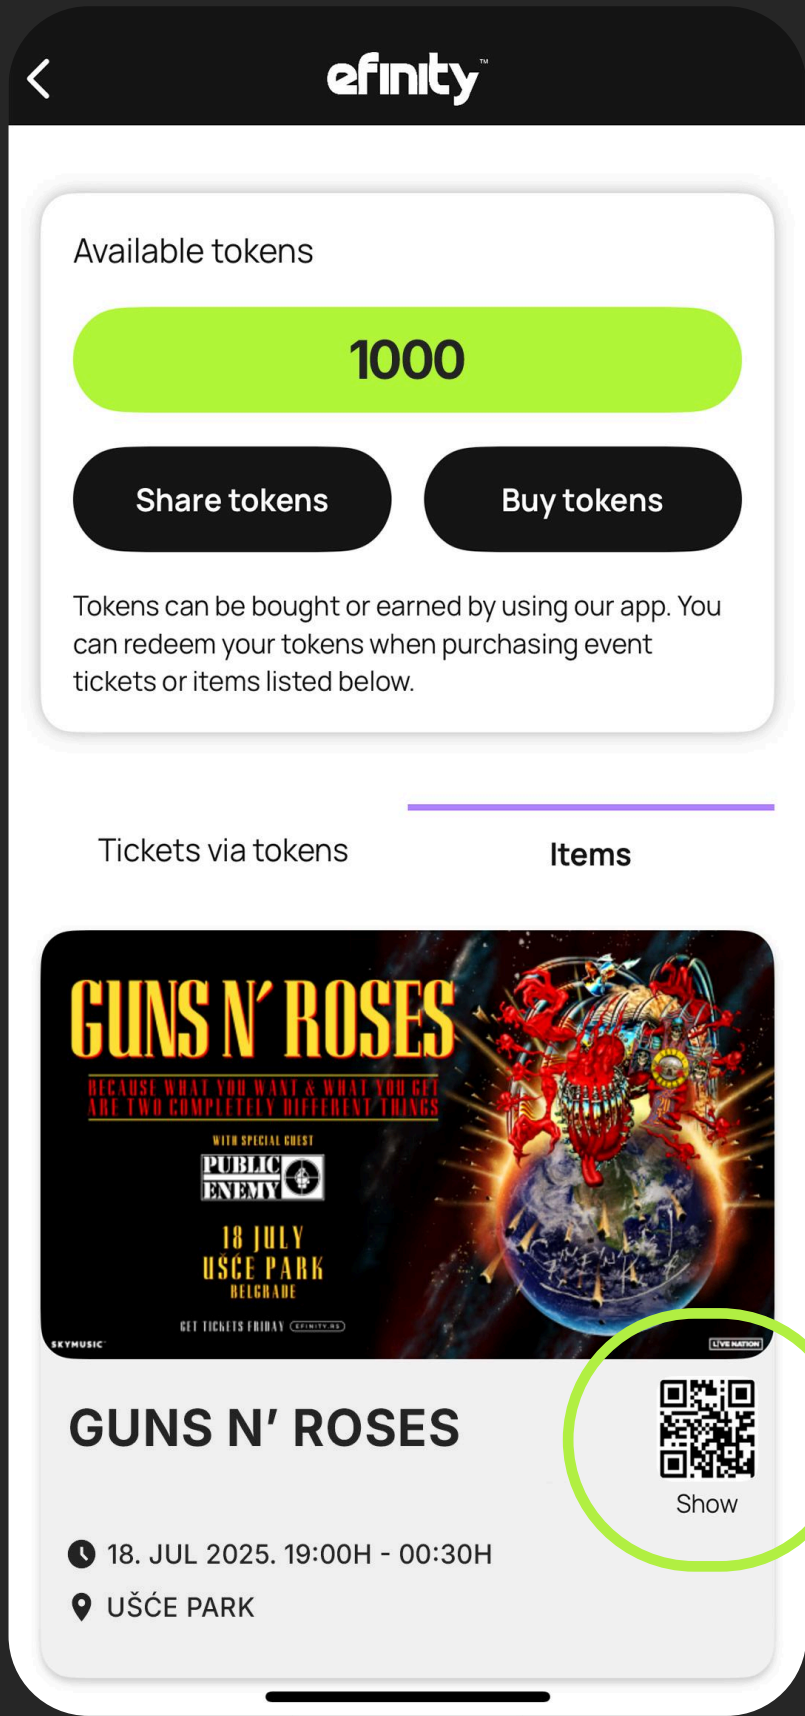 efinity™
Available tokens
1000
Share tokens
Buy tokens
Tokens can be bought or earned by using our app. You
can redeem your tokens when purchasing event
tickets or items listed below.
Tickets via tokens
Items
GUNS N' ROSES
BECAUSE WHAT YOU WANT & WHAT YOU GET
ARE TWO COMPLETELY DIFFERENT THINGS
WITH SPECIAL GUEST
PUBLIC
ENEMY
18 JULY
UŠĆE PARK
BELGRADE
GET TICKETS FRIDAY EFINITY.RS
SKYMUSIC
LIVE NATION
GUNS N' ROSES
Show
18. JUL 2025. 19:00H - 00:30H
UŠĆE PARK